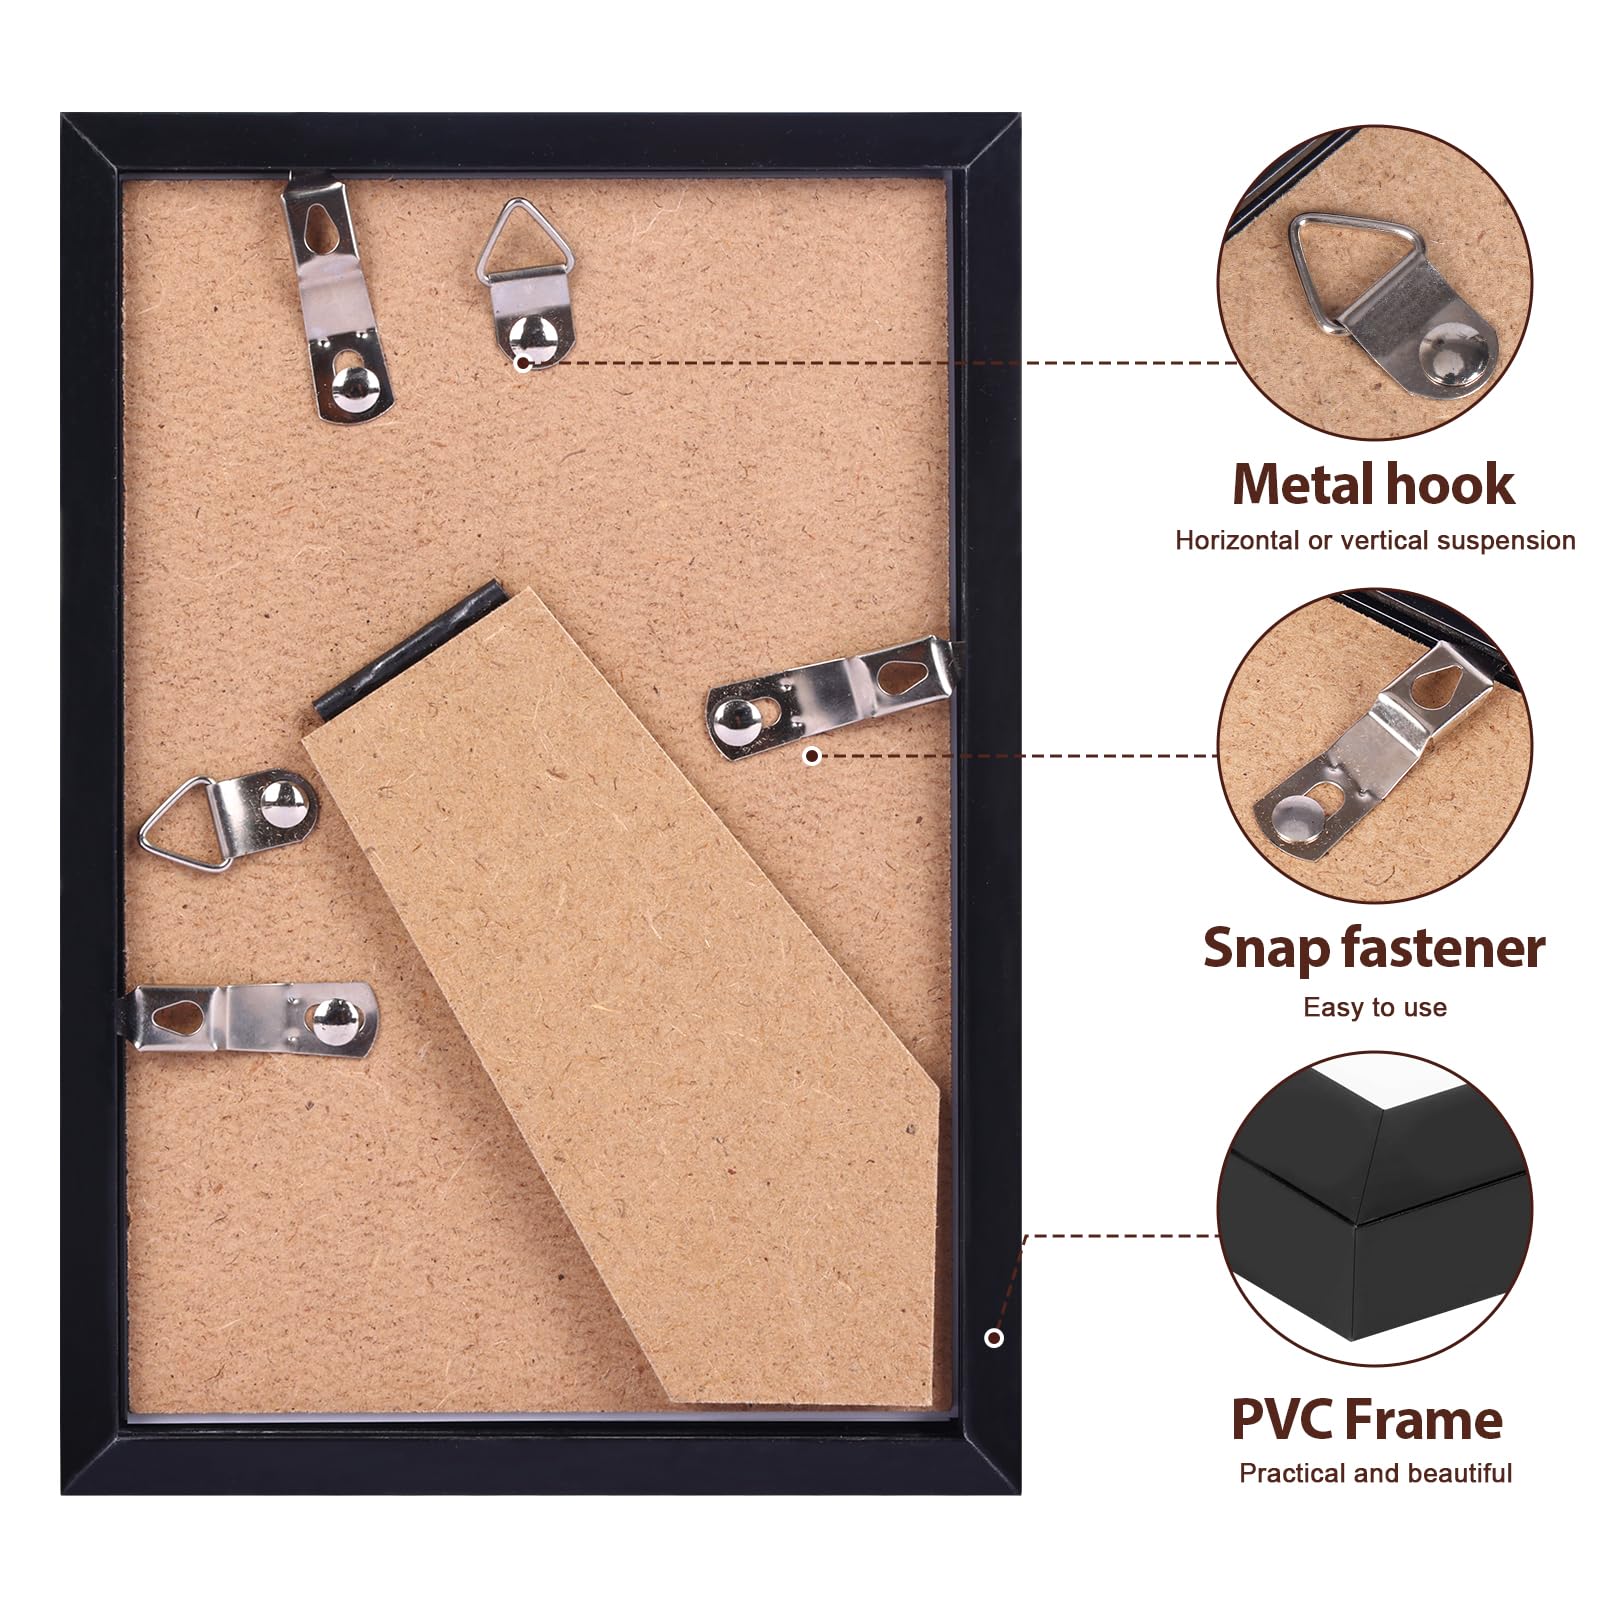 Metal hook
Horizontal or vertical suspension
Snap fastener
Easy to use
PVC Frame
Practical and beautiful